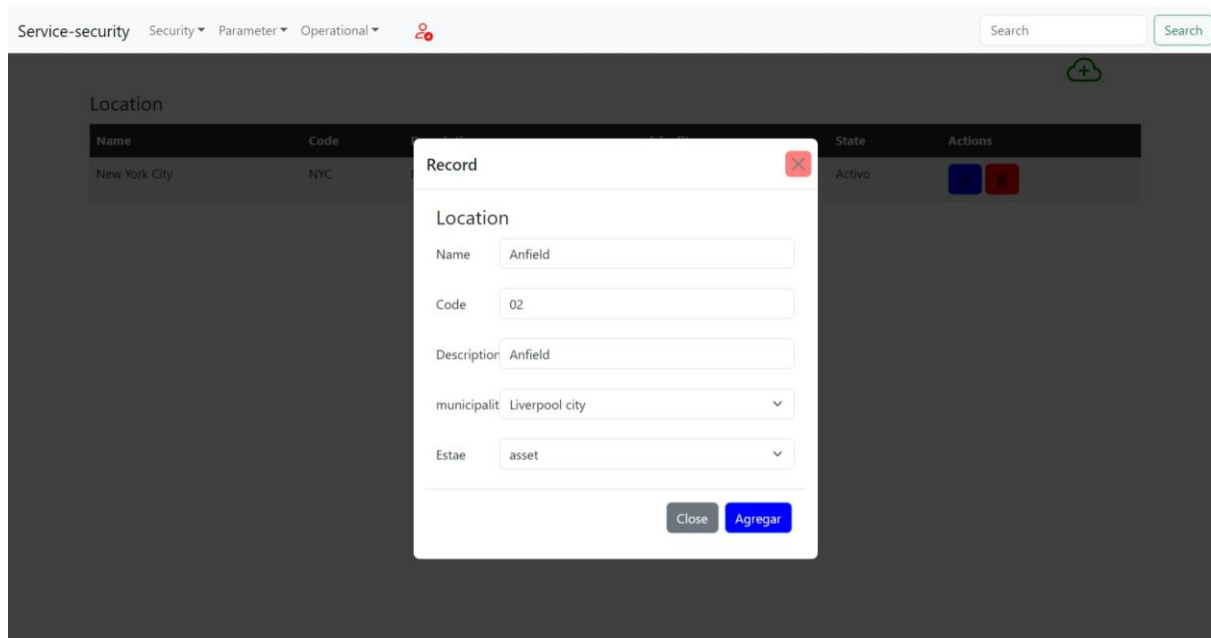 Service-security Security Parameter Operational Search Search
Location
Name Code State Actions
New York City NYC Activo
Record
Location
Name Anfield
Code 02
Description Anfield
municipalit Liverpool city
Estae asset
Close Agregar